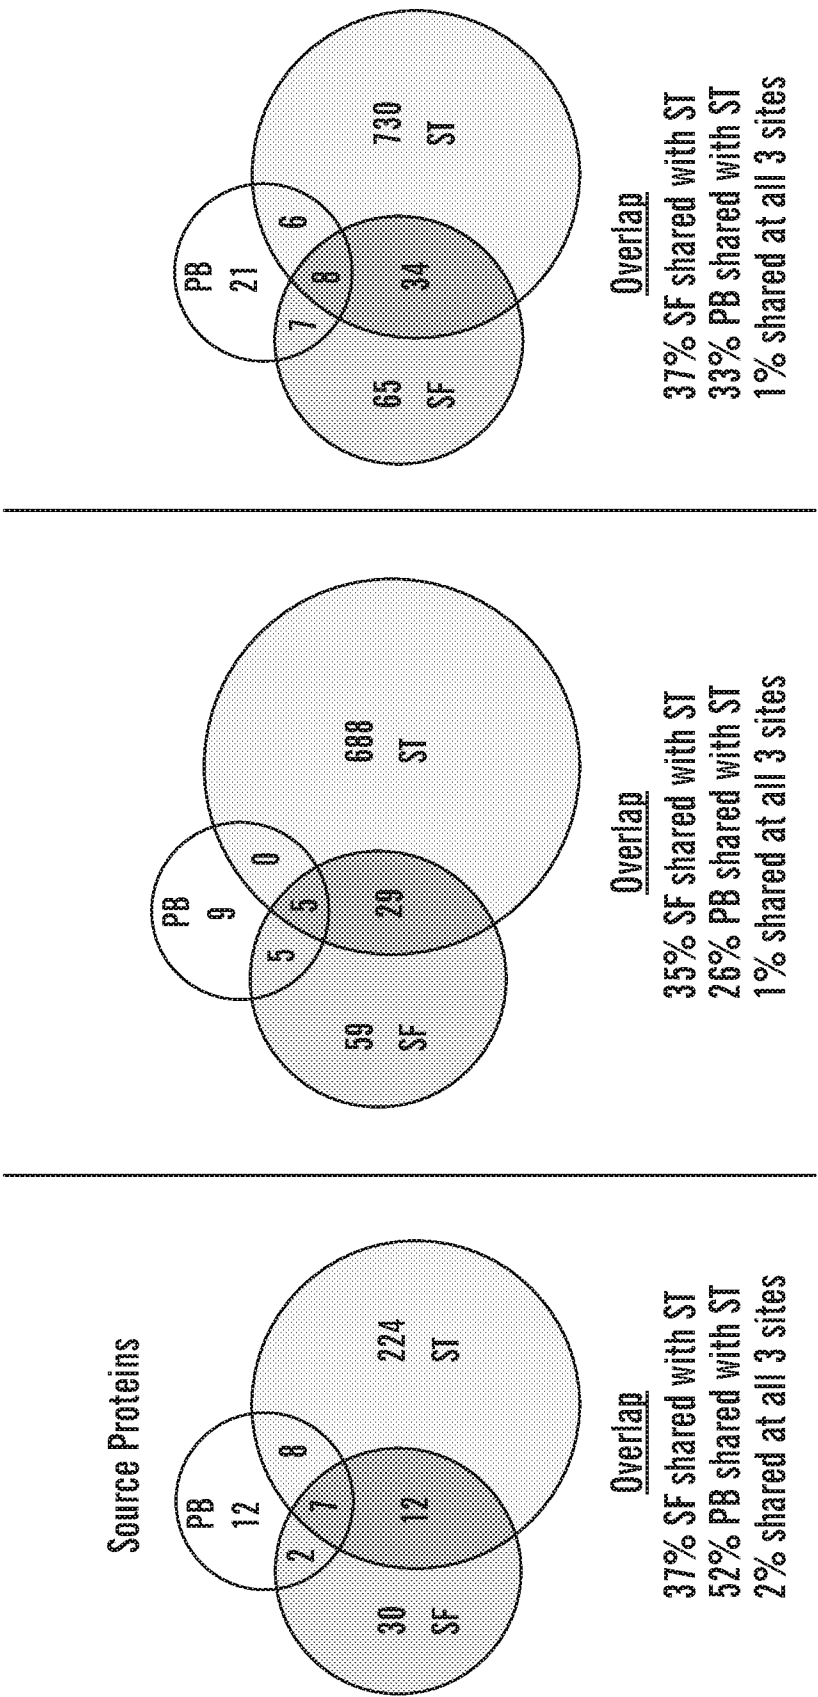 Source Proteins
PB
12
2
7
8
30
SF
12
224
ST
Overlap
37% SF shared with ST
52% PB shared with ST
2% shared at all 3 sites
PB
9
5
5
0
59
SF
29
688
ST
Overlap
35% SF shared with ST
26% PB shared with ST
1% shared at all 3 sites
PB
21
7
8
6
65
SF
34
730
ST
Overlap
37% SF shared with ST
33% PB shared with ST
1% shared at all 3 sites